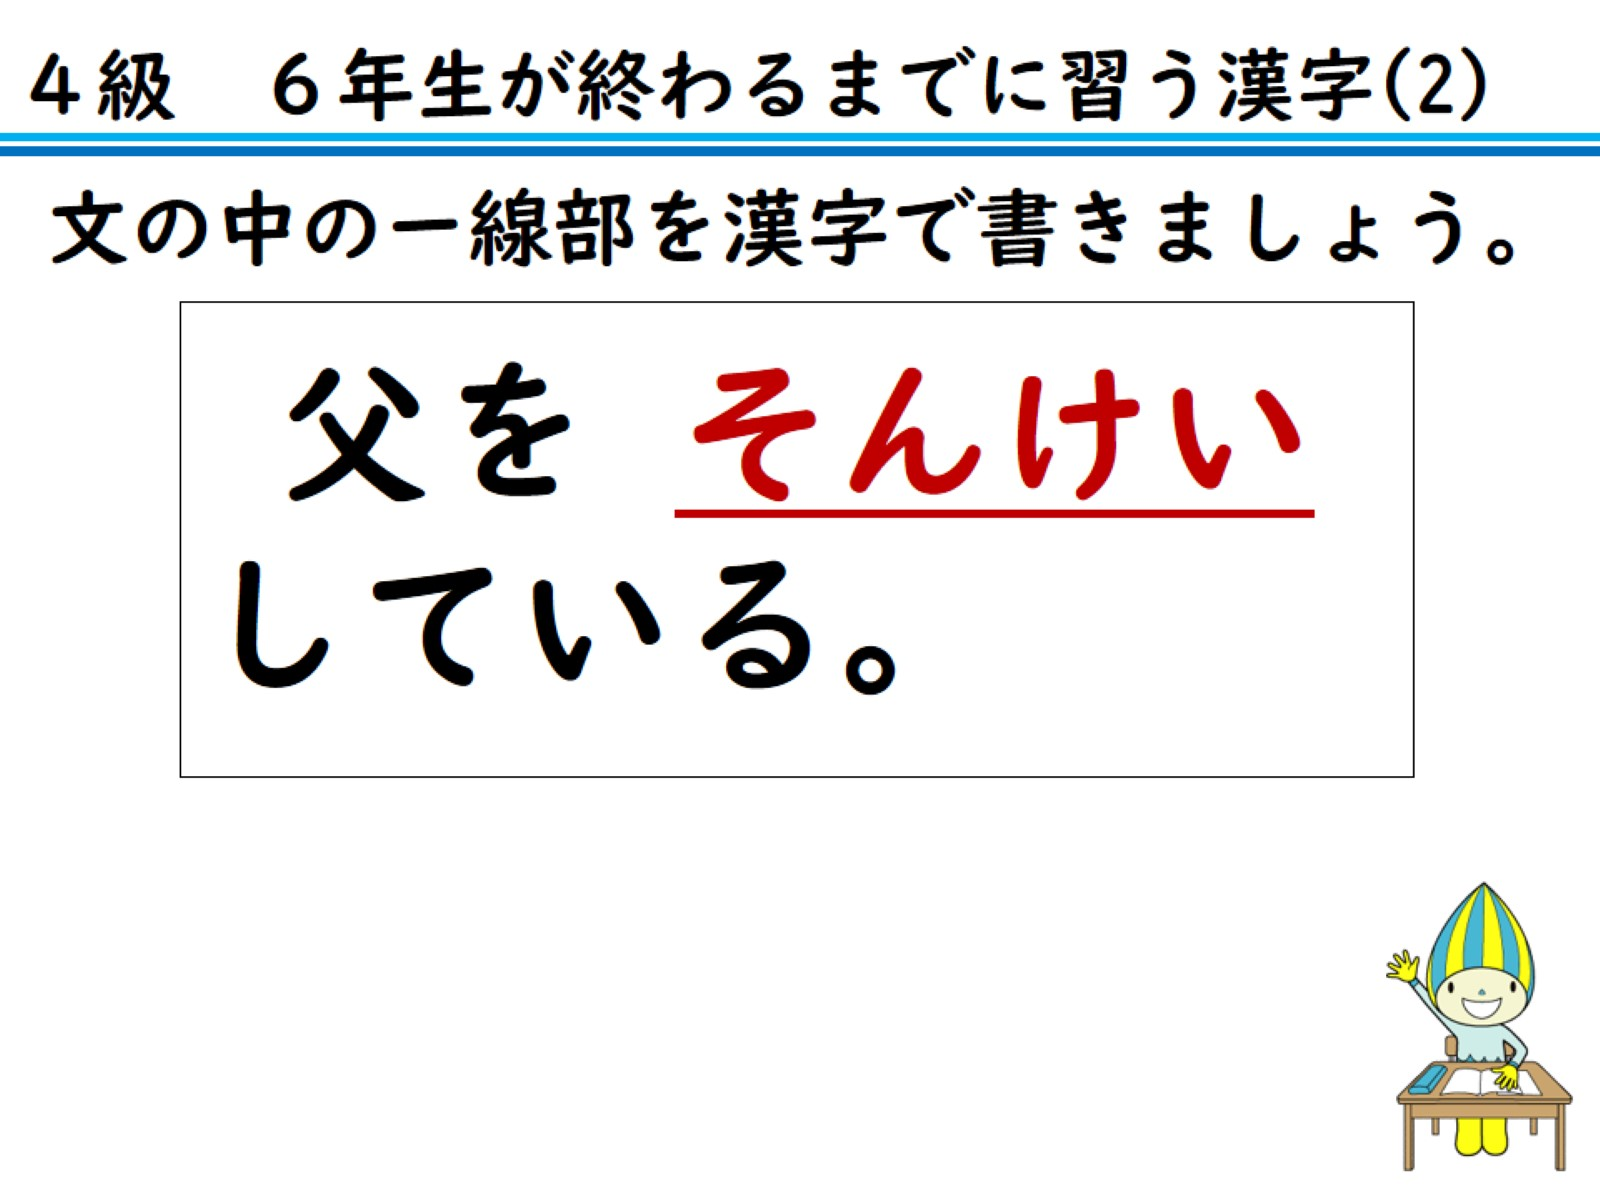 ４級　６年生が終わるまでに習う漢字(2)
文の中の一線部を漢字で書きましょう。
父を そんけい
している。